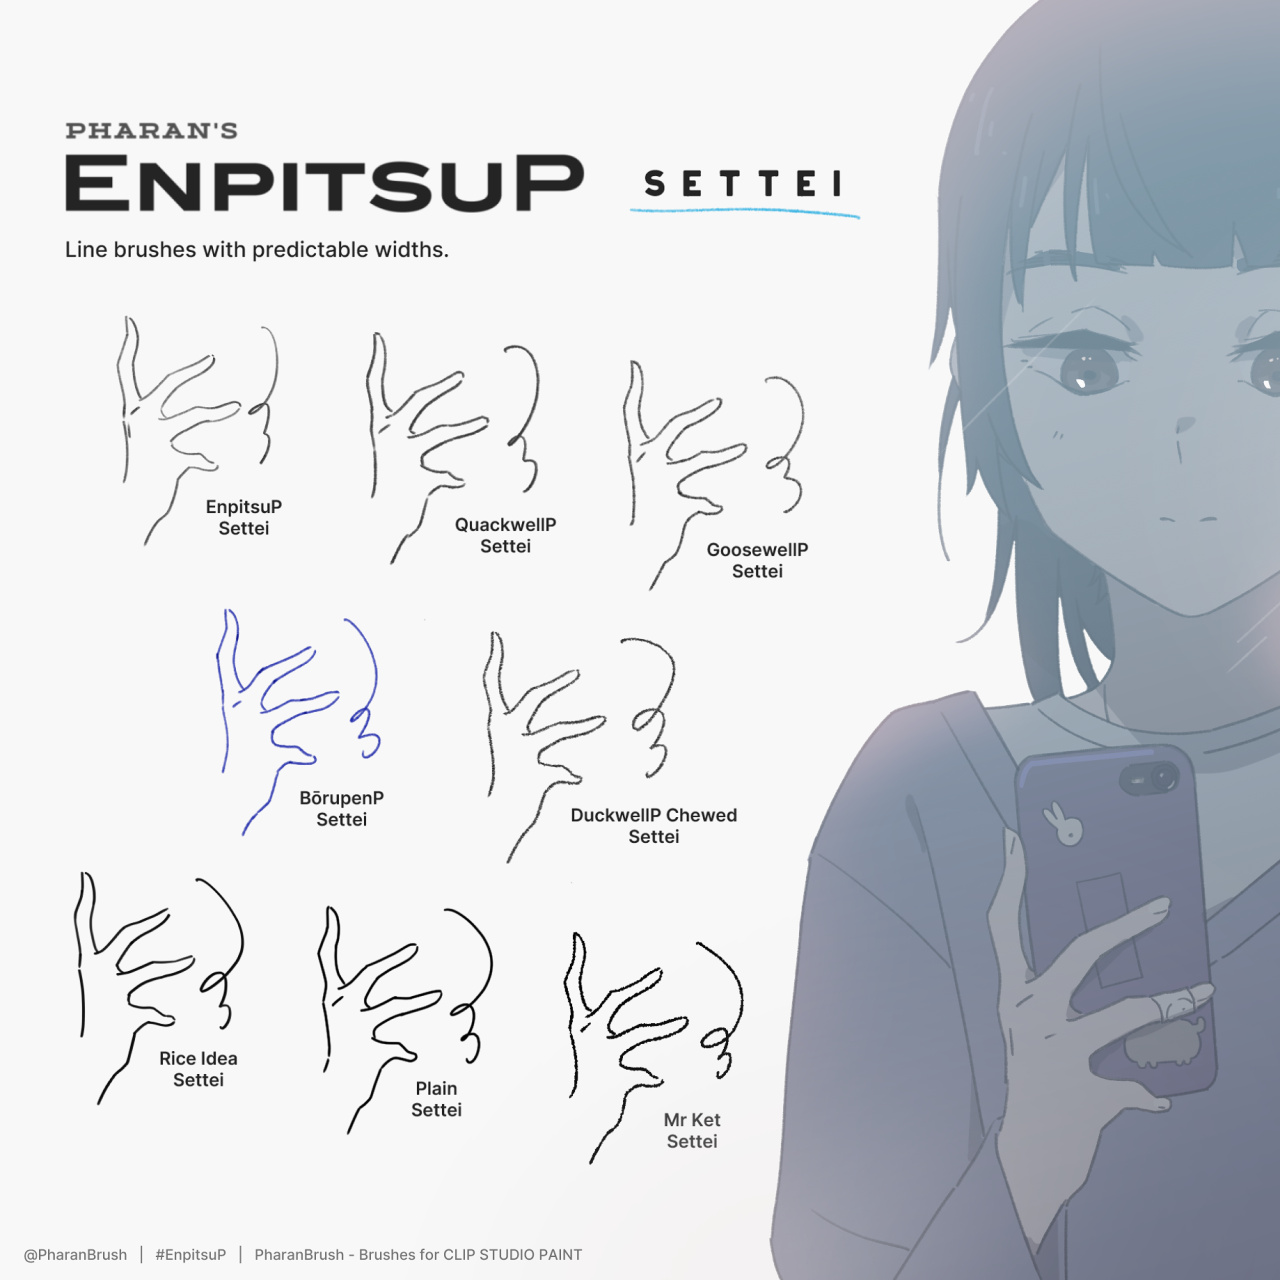 PHARAN'S
ENPITSUP
SETTEI
Line brushes with predictable widths.
EnpitsuP
Settei
QuackwellP
Settei
GoosewellP
Settei
BōrupenP
Settei
DuckwellP Chewed
Settei
Rice Idea
Settei
Plain
Settei
Mr Ket
Settei
@PharanBrush | #EnpitsuP | PharanBrush - Brushes for CLIP STUDIO PAINT